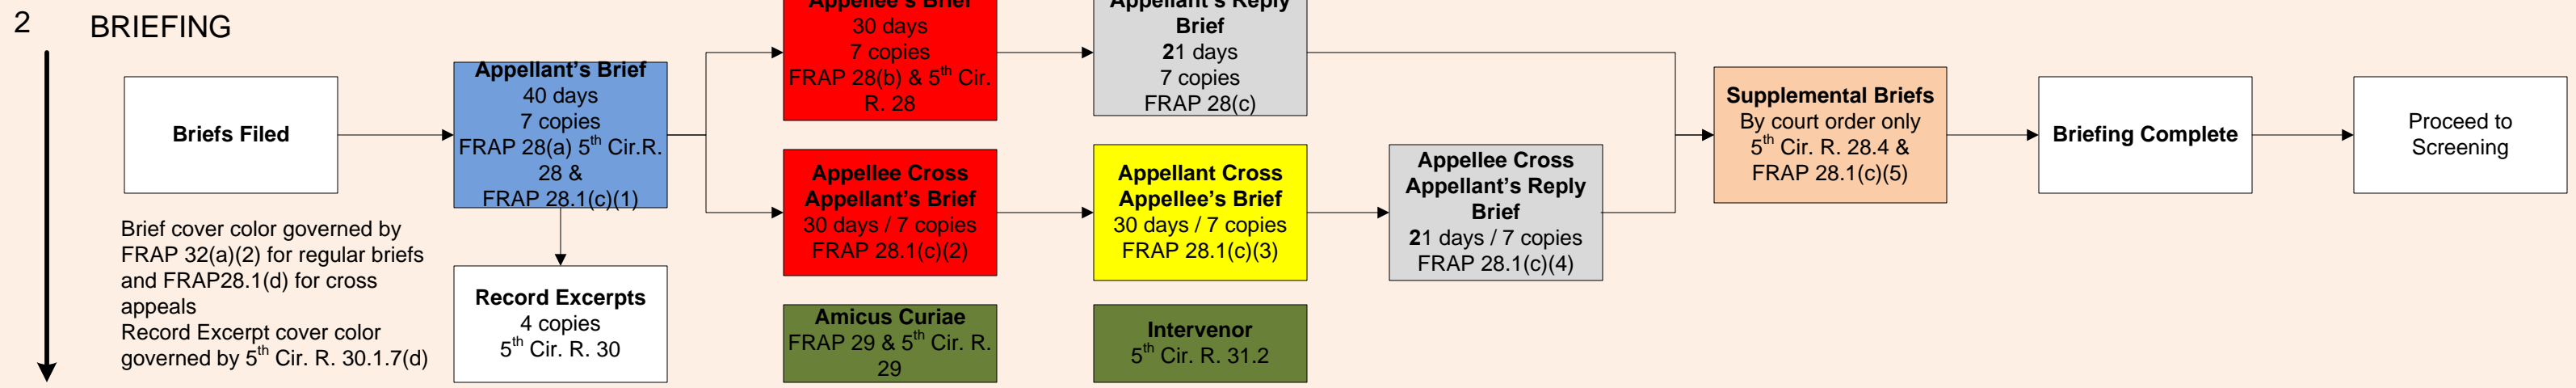 2
BRIEFING
Briefs Filed
Brief cover color governed by
FRAP 32(a)(2) for regular briefs
and FRAP28.1(d) for cross
appeals
Record Excerpt cover color
governed by 5th Cir. R. 30.1.7(d)
Appellant’s Brief
40 days
7 copies
FRAP 28(a) 5th Cir.R.
28 &
FRAP 28.1(c)(1)
Record Excerpts
4 copies
5th Cir. R. 30
Appellee’s Brief
30 days
7 copies
FRAP 28(b) & 5th Cir.
R. 28
Appellant’s Reply
Brief
21 days
7 copies
FRAP 28(c)
Appellee Cross
Appellant’s Brief
30 days / 7 copies
FRAP 28.1(c)(2)
Appellant Cross
Appellee’s Brief
30 days / 7 copies
FRAP 28.1(c)(3)
Appellee Cross
Appellant’s Reply
Brief
21 days / 7 copies
FRAP 28.1(c)(4)
Amicus Curiae
FRAP 29 & 5th Cir. R.
29
Intervenor
5th Cir. R. 31.2
Supplemental Briefs
By court order only
5th Cir. R. 28.4 &
FRAP 28.1(c)(5)
Briefing Complete
Proceed to
Screening